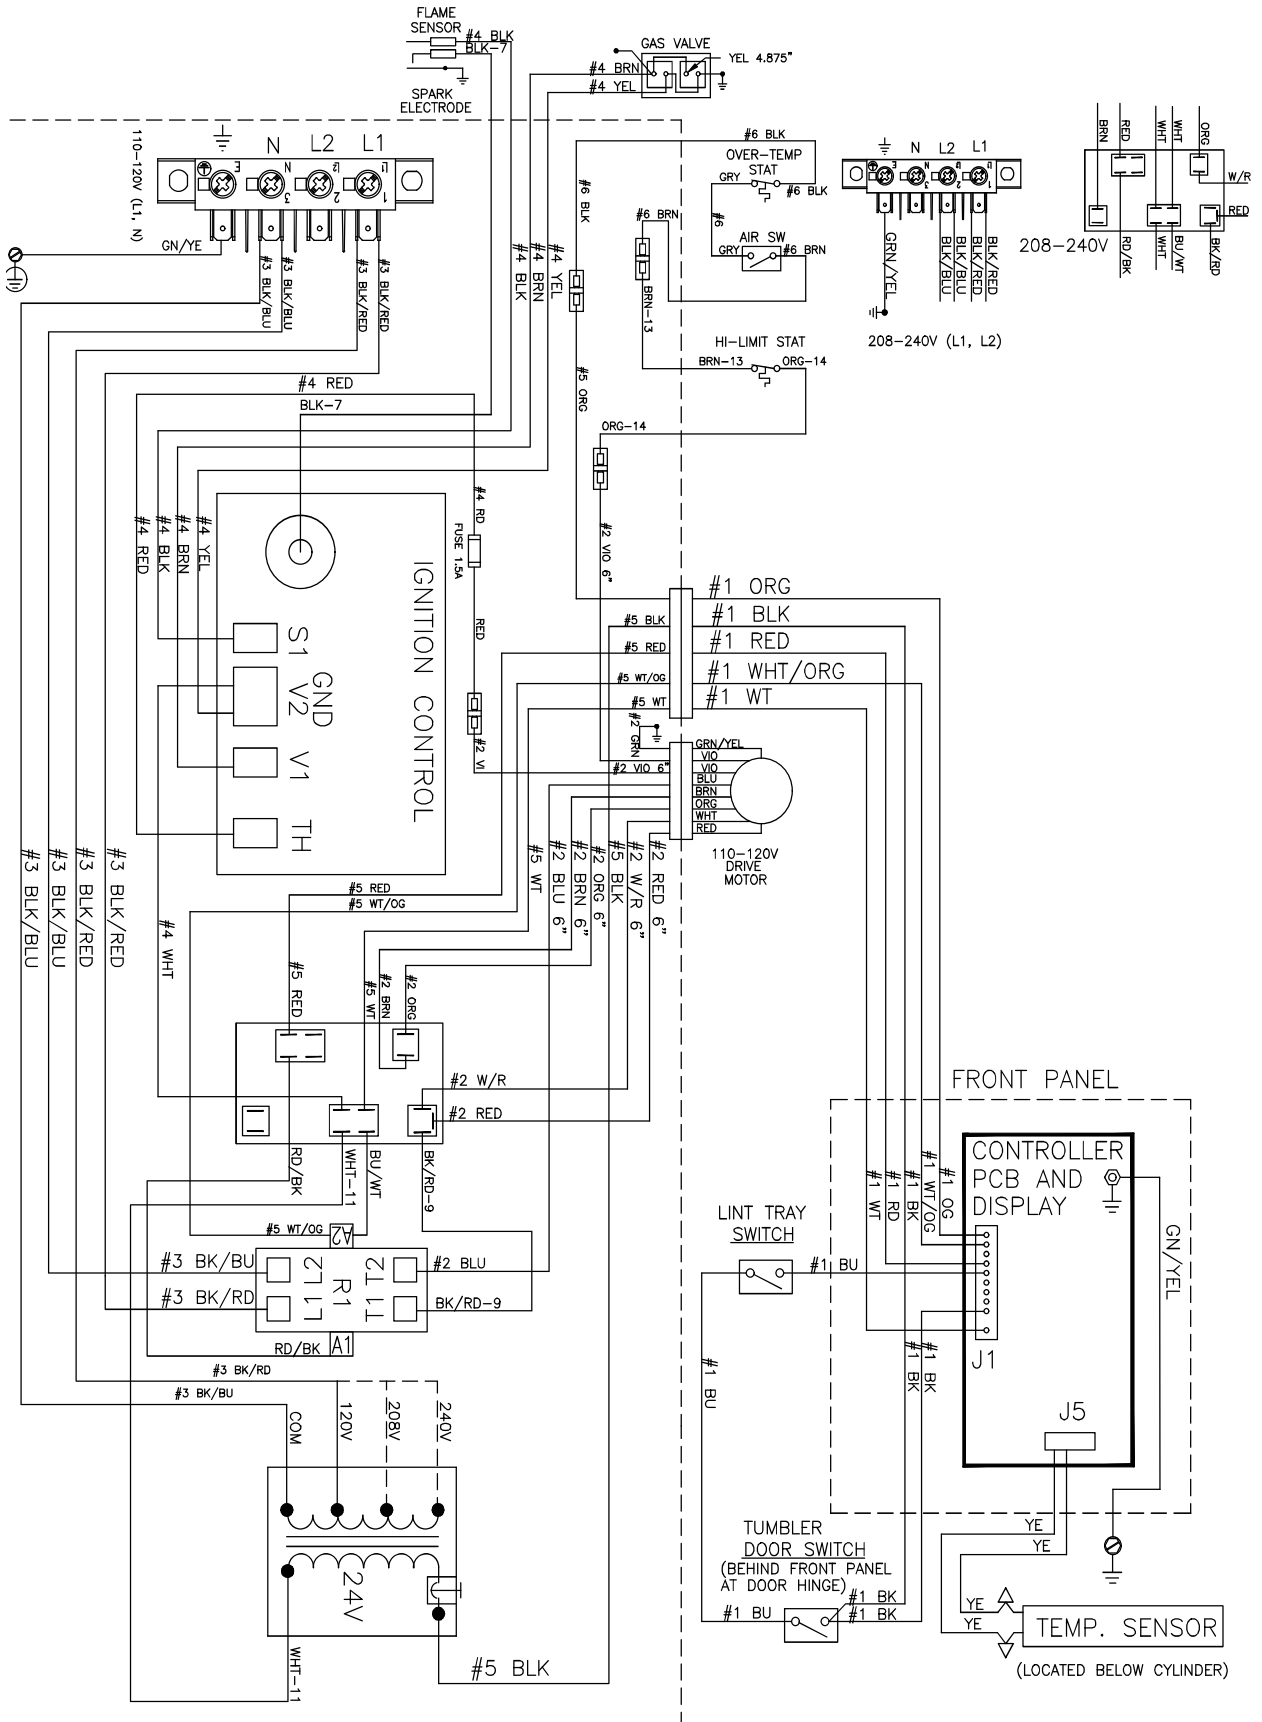 FLAME
SENSOR
#4 BLK
BLK-7
SPARK
ELECTRODE
GAS VALVE
YEL 4.875"
#4 BRN
#4 YEL
110-120V (L1, N)
N L2 L1
E N L2 L1
3 2 1
GN/YE
#3 BLK/BLU
#3 BLK/BLU
#3 BLK/RED
#3 BLK/RED
#4 BLK
#4 BRN
#4 YEL
#6 BLK
#6 BLK
OVER-TEMP
STAT
GRY
#6 BLK
#6
#6 BRN
AIR SW
GRY
#6 BRN
BRN-13
HI-LIMIT STAT
BRN-13
ORG-14
#5 ORG
ORG-14
#2 VIO 6"
N L2 L1
E N L2 L1
3 2 1
GRN/YEL
BLK/BLU
BLK/BLU
BLK/RED
BLK/RED
208-240V (L1, L2)
BRN
RED
WHT
WHT
ORG
W/R
RED
208-240V
RD/BK
WHT
BU/WT
BK/RD
#4 RED
BLK-7
#4 RED
#4 BLK
#4 BRN
#4 YEL
#4 RD
FUSE 1.5A
RED
#2 VI
IGNITION CONTROL
S1
GND
V2
V1
TH
#5 BLK
#5 RED
#5 WT/OG
#5 WT
#1 ORG
#1 BLK
#1 RED
#1 WHT/ORG
#1 WT
#2 GRN
#2 VIO 6"
GRN/YEL
VIO
VIO
BLU
BRN
ORG
WHT
RED
110-120V
DRIVE
MOTOR
#3 BLK/BLU
#3 BLK/BLU
#3 BLK/RED
#3 BLK/RED
#4 WHT
#5 RED
#5 WT/OG
#5 WT
#2 BLU 6"
#2 BRN 6"
#2 ORG 6"
#5 BLK
#2 W/R 6"
#2 RED 6"
#5 RED
#5 WT
#2 BRN
#2 ORG
#2 W/R
#2 RED
RD/BK
WHT-11
BU/WT
BK/RD-9
#5 WT/OG
A2
#3 BK/BU
#3 BK/RD
L2
L1
R1
T2
T1
#2 BLU
BK/RD-9
RD/BK
A1
#3 BK/RD
#3 BK/BU
COM
120V
208V
240V
24V
WHT-11
#5 BLK
FRONT PANEL
CONTROLLER
PCB AND
DISPLAY
#1 WT
#1 RD
#1 BK
#1 WT/OG
#1 OG
GN/YEL
LINT TRAY
SWITCH
#1 BU
#1 BU
#1 BK
#1 BK
J1
J5
TUMBLER
DOOR SWITCH
(BEHIND FRONT PANEL
AT DOOR HINGE)
#1 BU
#1 BK
#1 BK
YE
YE
YE
YE
TEMP. SENSOR
(LOCATED BELOW CYLINDER)